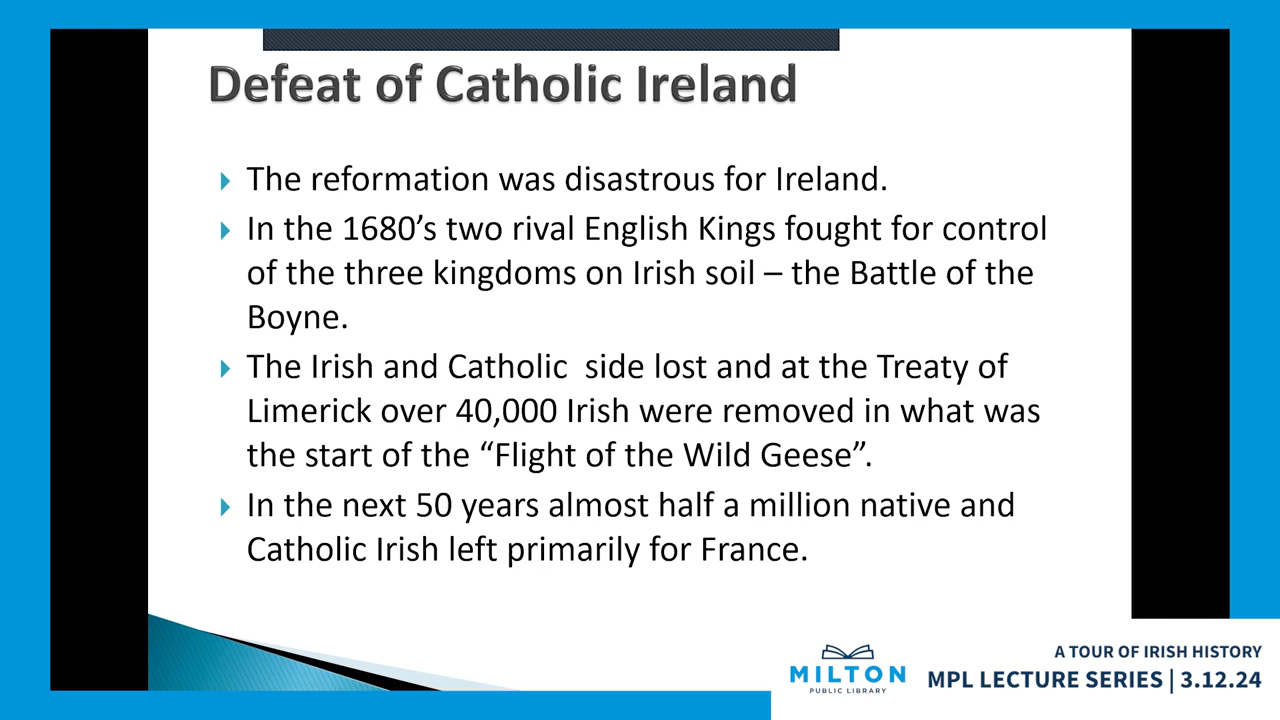 Defeat of Catholic Ireland
The reformation was disastrous for Ireland.
In the 1680’s two rival English Kings fought for control
of the three kingdoms on Irish soil – the Battle of the
Boyne.
The Irish and Catholic  side lost and at the Treaty of
Limerick over 40,000 Irish were removed in what was
the start of the “Flight of the Wild Geese”.
In the next 50 years almost half a million native and
Catholic Irish left primarily for France.
MILTON
PUBLIC LIBRARY
A TOUR OF IRISH HISTORY
MPL LECTURE SERIES | 3.12.24